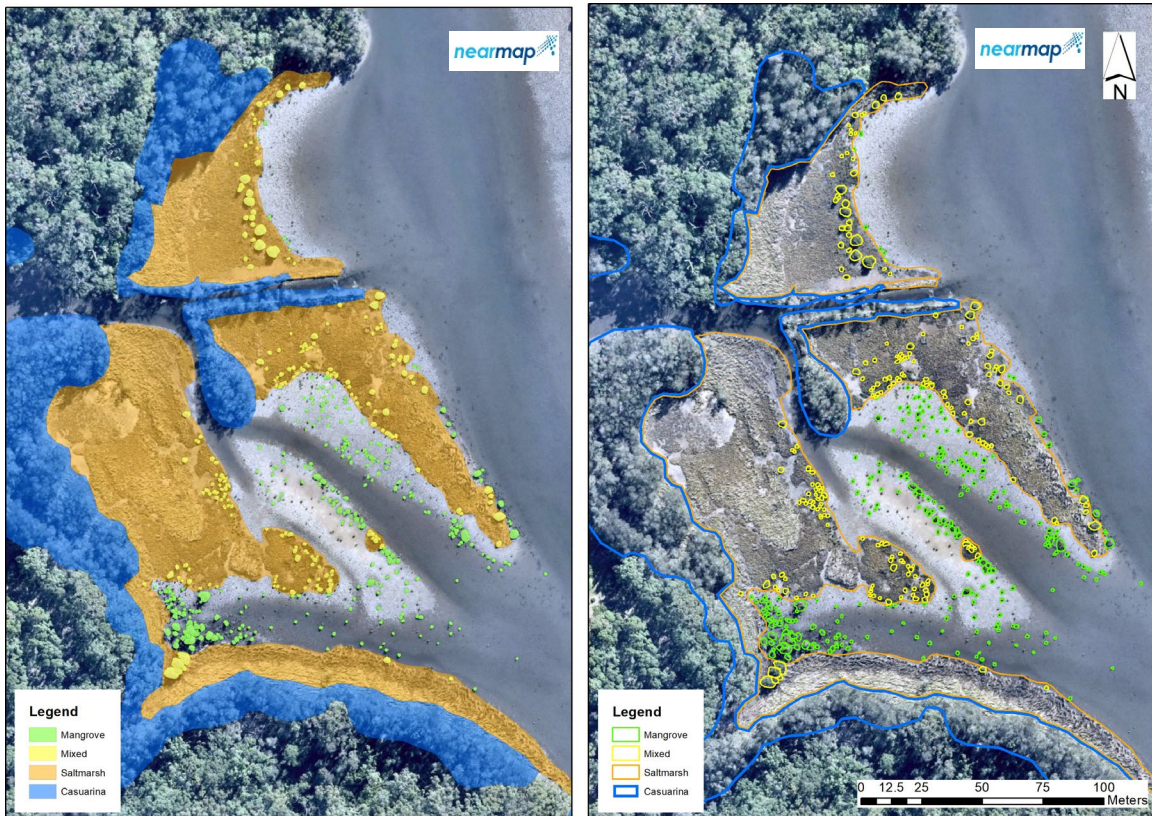 nearmap
Legend
Mangrove
Mixed
Saltmarsh
Casuarina
nearmap
N
Legend
Mangrove
Mixed
Saltmarsh
Casuarina
0 12.5 25 50 75 100
Meters